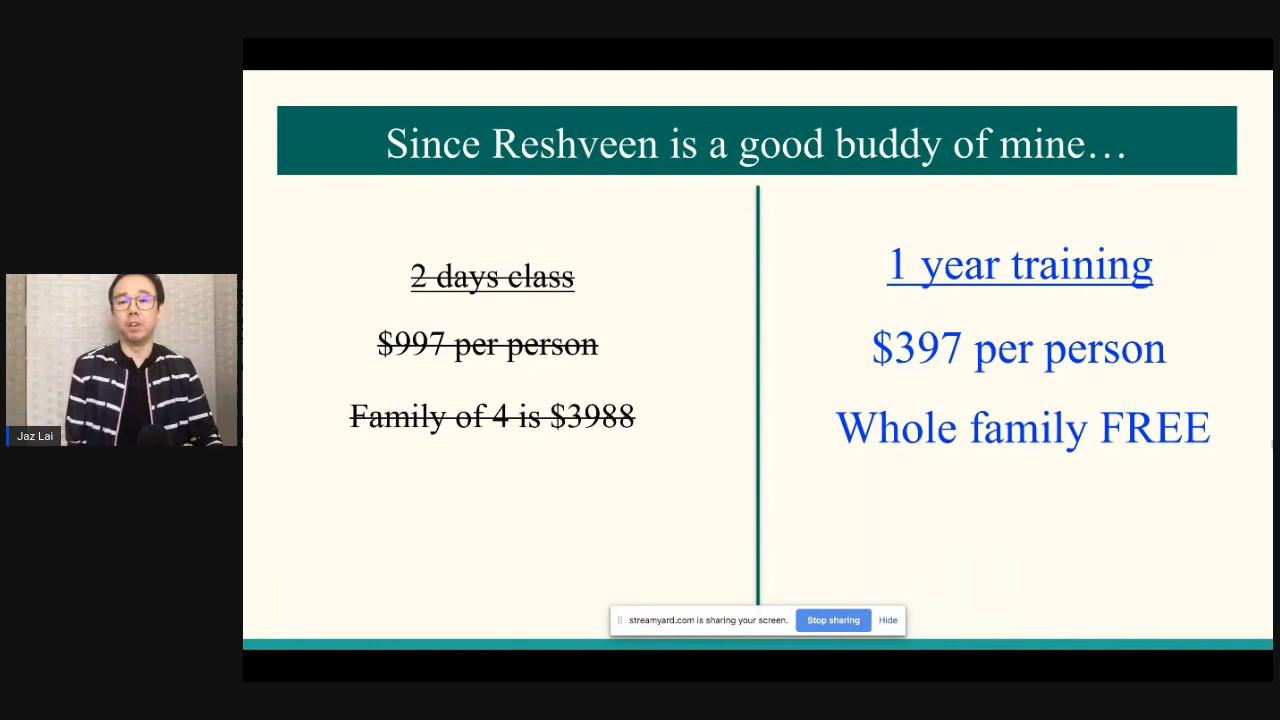 Since Reshveen is a good buddy of mine…
2 days class
$997 per person
Family of 4 is $3988
1 year training
$397 per person
Whole family FREE
Jaz Lai
streamyard.com is sharing your screen.
Stop sharing
Hide